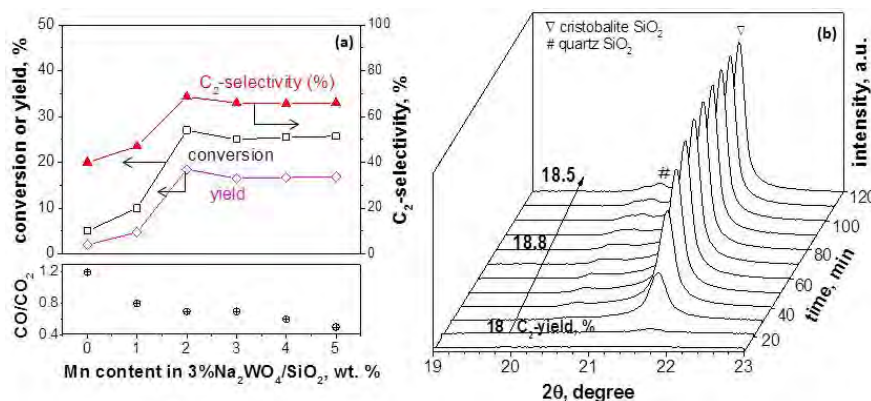 (a)
C₂-selectivity (%)
conversion
yield
conversion or yield, %
50
40
30
20
10
0
C₂-selectivity, %
100
80
60
40
20
0
CO/CO₂
1.2
0.8
0.4
0 1 2 3 4 5
Mn content in 3%Na₂WO₄/SiO₂, wt. %
(b)
▽ cristobalite SiO₂
# quartz SiO₂
▽
#
18.5
18.8
18 C₂-yield, %
intensity, a.u.
120
100
80
60
40
20
time, min
19 20 21 22 23
2θ, degree